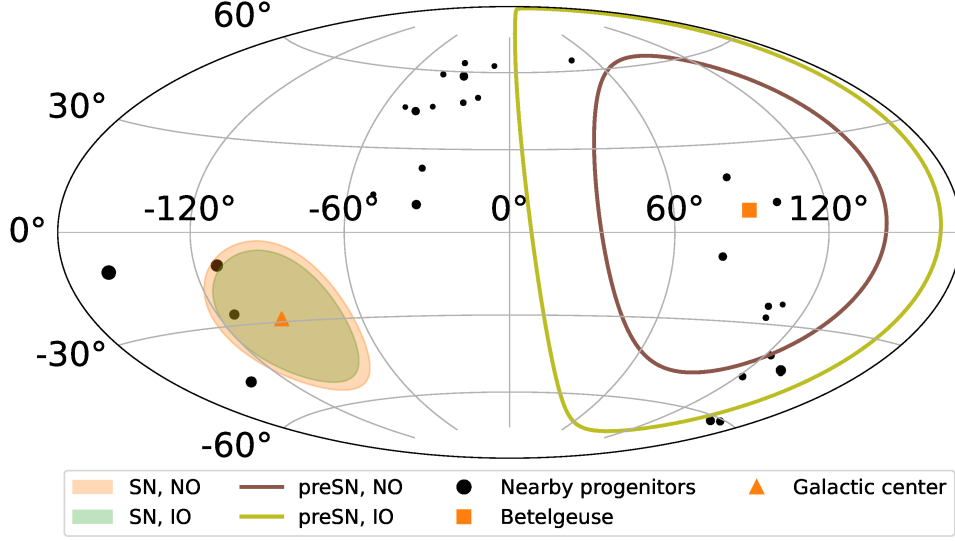 60°
30°
-120° -60° 0° 60° 120°
0°
-30°
-60°
SN, NO preSN, NO Nearby progenitors Galactic center
SN, IO preSN, IO Betelgeuse